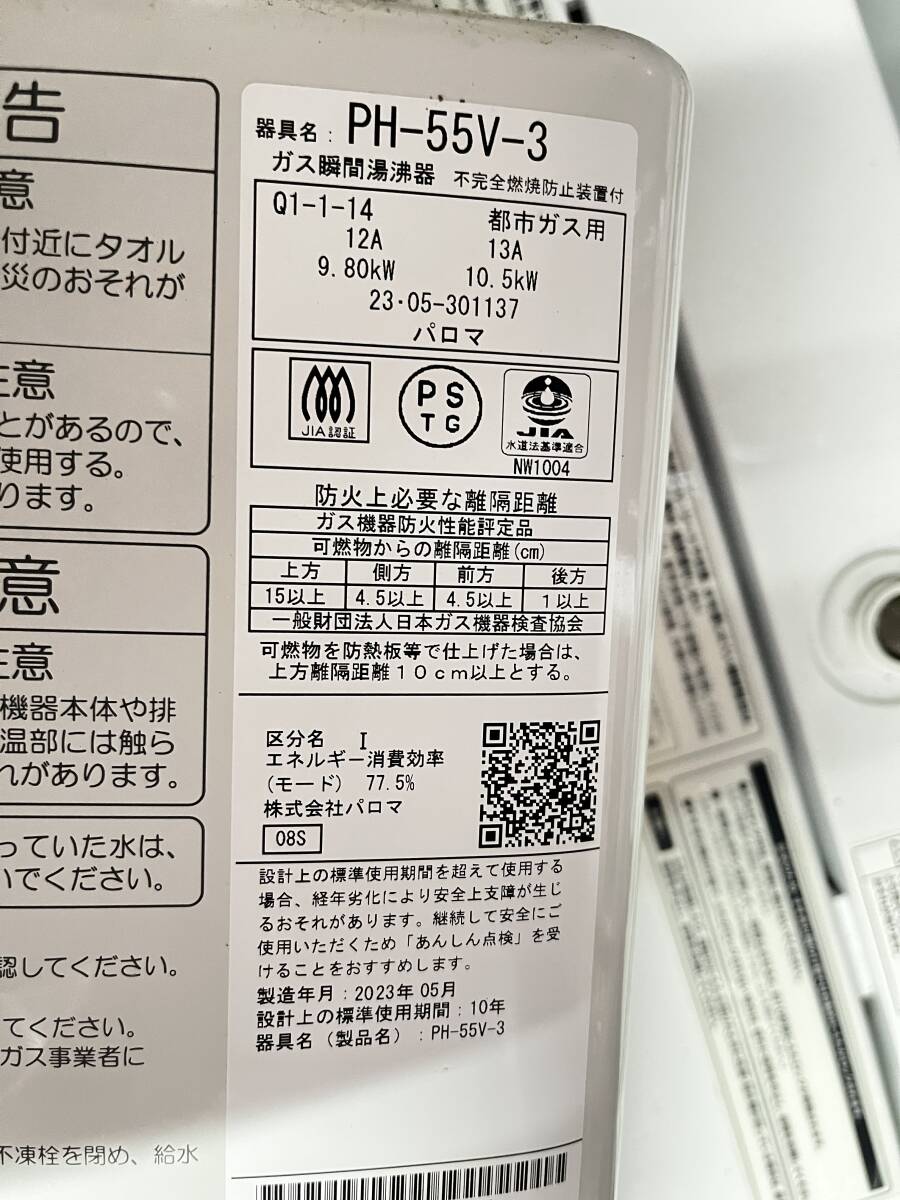 告
意
付近にタオル
災のおそれが
注意
とがあるので、
使用する。
ります。
意
注意
機器本体や排
温部には触ら
れがあります。
っていた水は、
いでください。
認してください。
てください。
ガス事業者に
不凍栓を閉め、給水
器具名：PH-55V-3
ガス瞬間湯沸器 不完全燃焼防止装置付
Q1-1-14 都市ガス用
12A 13A
9.80kW 10.5kW
23・05-301137
パロマ
JIA認証
PS
TG
JIA
水道法基準適合
NW1004
防火上必要な離隔距離
ガス機器防火性能評定品
可燃物からの離隔距離(cm)
上方 側方 前方 後方
15以上 4.5以上 4.5以上 1以上
一般財団法人日本ガス機器検査協会
可燃物を防熱板等で仕上げた場合は、
上方離隔距離１０ｃｍ以上とする。
区分名 I
エネルギー消費効率
(モード) 77.5%
株式会社パロマ
08S
設計上の標準使用期間を超えて使用する
場合、経年劣化により安全上支障が生じ
るおそれがあります。継続して安全にご
使用いただくため「あんしん点検」を受
けることをおすすめします。
製造年月：2023年05月
設計上の標準使用期間：10年
器具名（製品名）：PH-55V-3